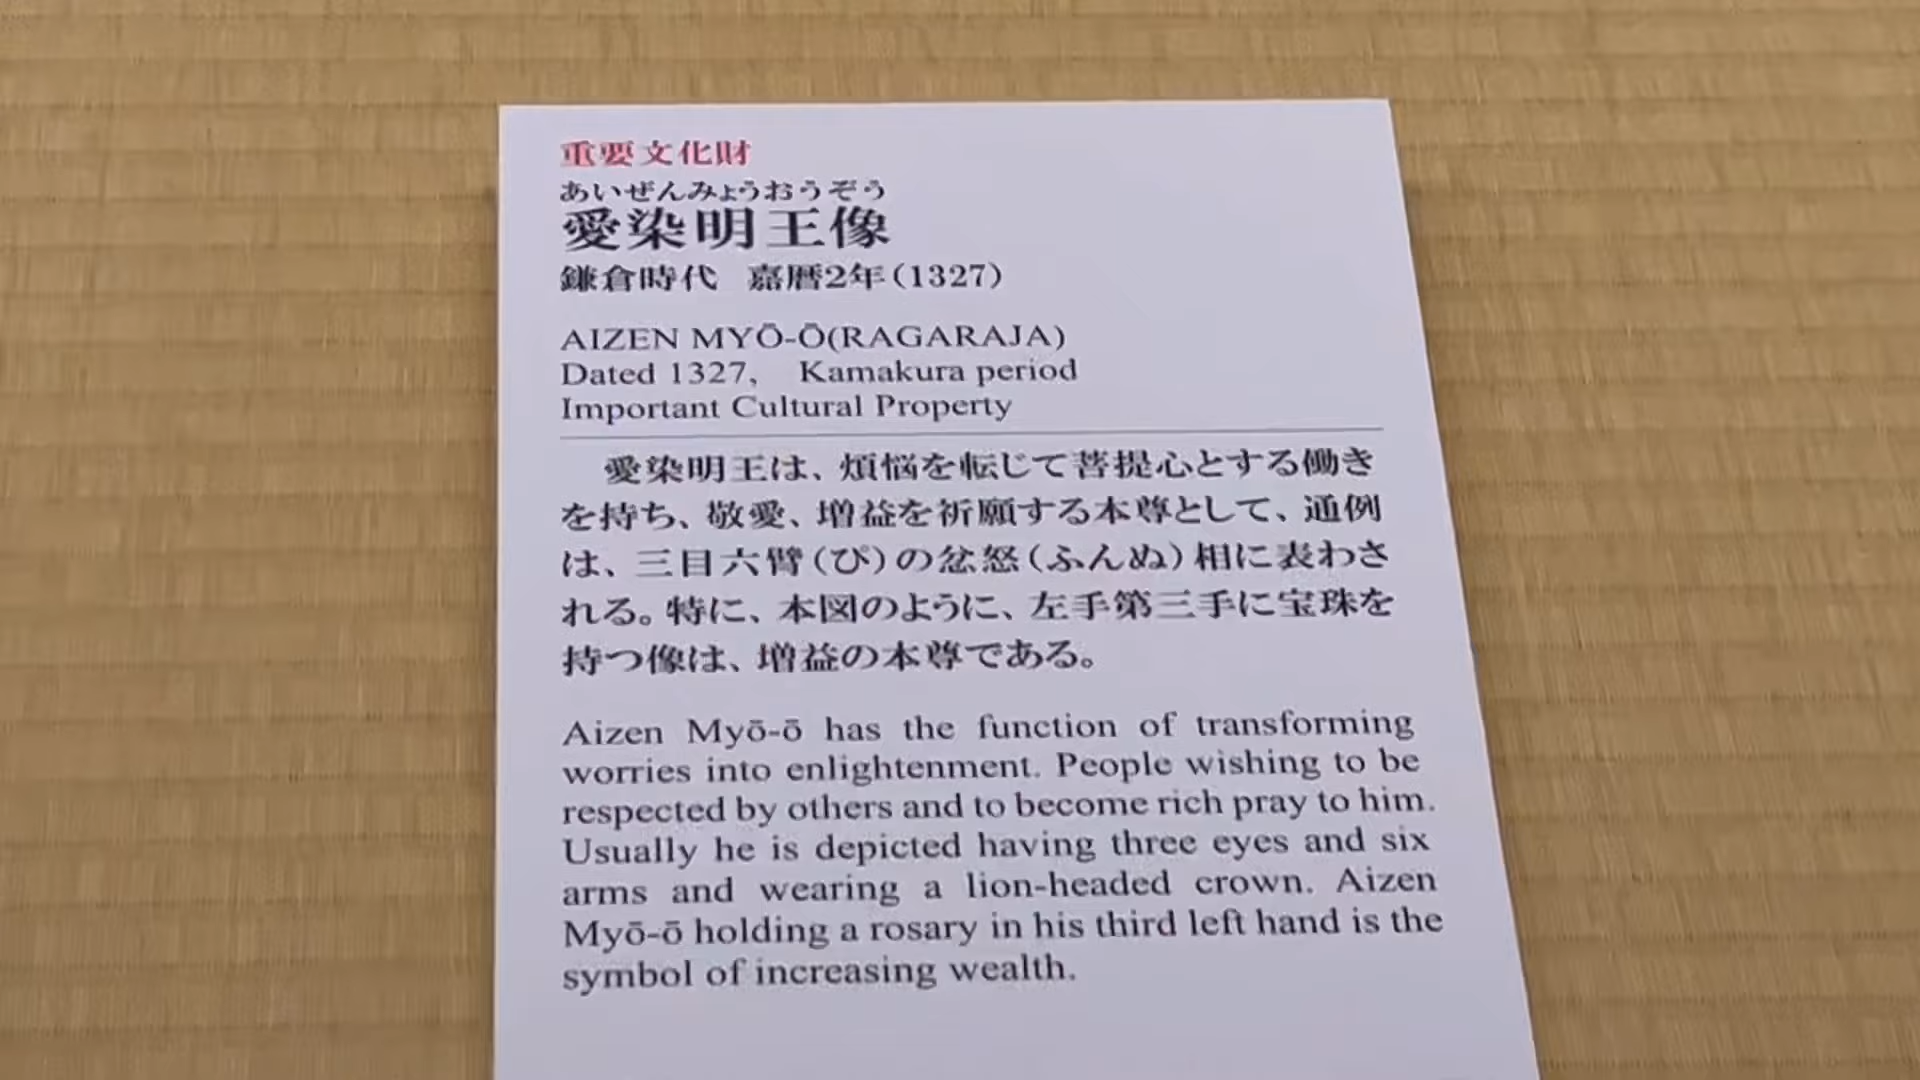 重要文化財
あいぜんみょうおうぞう
愛染明王像
鎌倉時代 嘉暦2年(1327)
AIZEN MYŌ-Ō(RAGARAJA)
Dated 1327, Kamakura period
Important Cultural Property
愛染明王は、煩悩を転じて菩提心とする働き
を持ち、敬愛、増益を祈願する本尊として、通例
は、三目六臂(ぴ)の忿怒(ふんぬ)相に表わさ
れる。特に、本図のように、左手第三手に宝珠を
持つ像は、増益の本尊である。
Aizen Myō-ō has the function of transforming
worries into enlightenment. People wishing to be
respected by others and to become rich pray to him.
Usually he is depicted having three eyes and six
arms and wearing a lion-headed crown. Aizen
Myō-ō holding a rosary in his third left hand is the
symbol of increasing wealth.